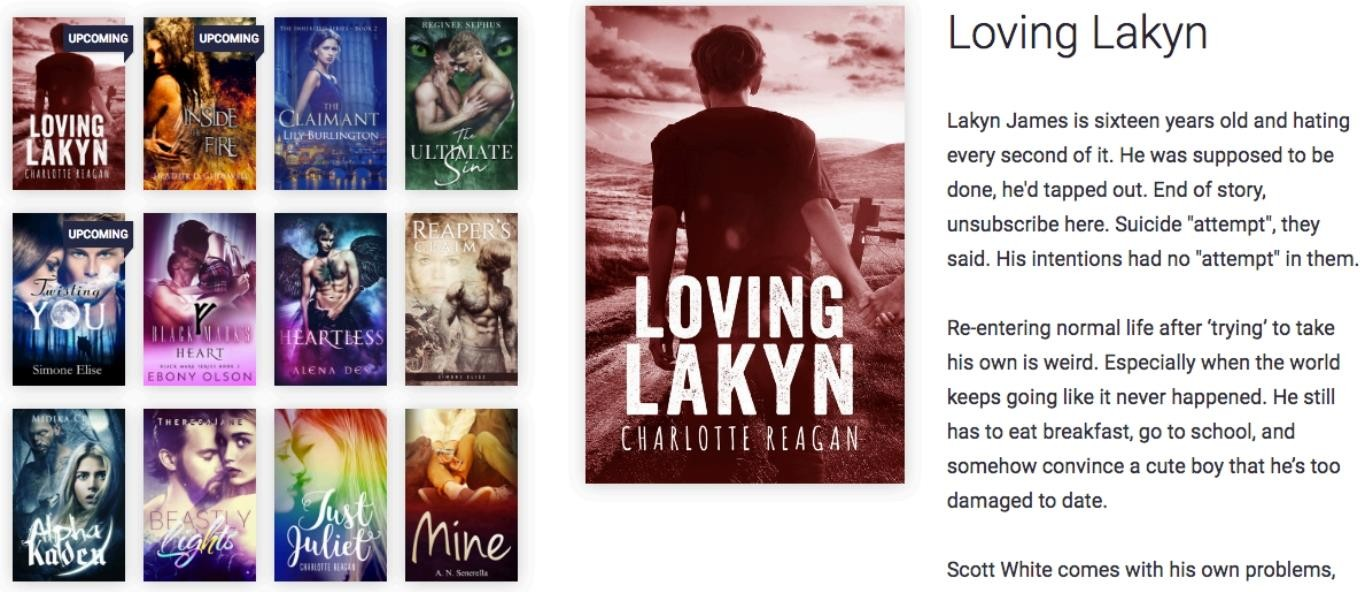 UPCOMING
LOVING
LAKYN
CHARLOTTE REAGAN
UPCOMING
INSIDE
FIRE
THE
CLAIMANT
LILY BURLINGTON
REGINEE SEPHUS
The
ULTIMATE
Sin
UPCOMING
Twisting
YOU
Simone Elise
BLACK MARK'S
HEART
EBONY OLSON
HEARTLESS
REAPER'S
CLAIM
SIMONE ELISE
Alpha
Kaden
THERESA JANE
BEASTLY
Lights
Just
Juliet
CHARLOTTE REAGAN
Mine
A. N. Senerella
LOVING
LAKYN
CHARLOTTE REAGAN
Loving Lakyn
Lakyn James is sixteen years old and hating
every second of it. He was supposed to be
done, he'd tapped out. End of story,
unsubscribe here. Suicide "attempt", they
said. His intentions had no "attempt" in them.
Re-entering normal life after ‘trying’ to take
his own is weird. Especially when the world
keeps going like it never happened. He still
has to eat breakfast, go to school, and
somehow convince a cute boy that he’s too
damaged to date.
Scott White comes with his own problems,